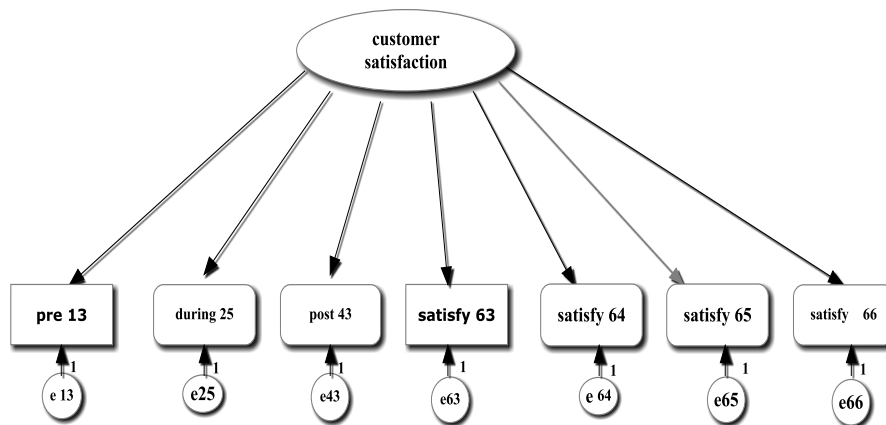 customer
satisfaction
pre 13
during 25
post 43
satisfy 63
satisfy 64
satisfy 65
satisfy 66
1
1
1
1
1
1
1
e 13
e25
e43
e63
e 64
e65
e66